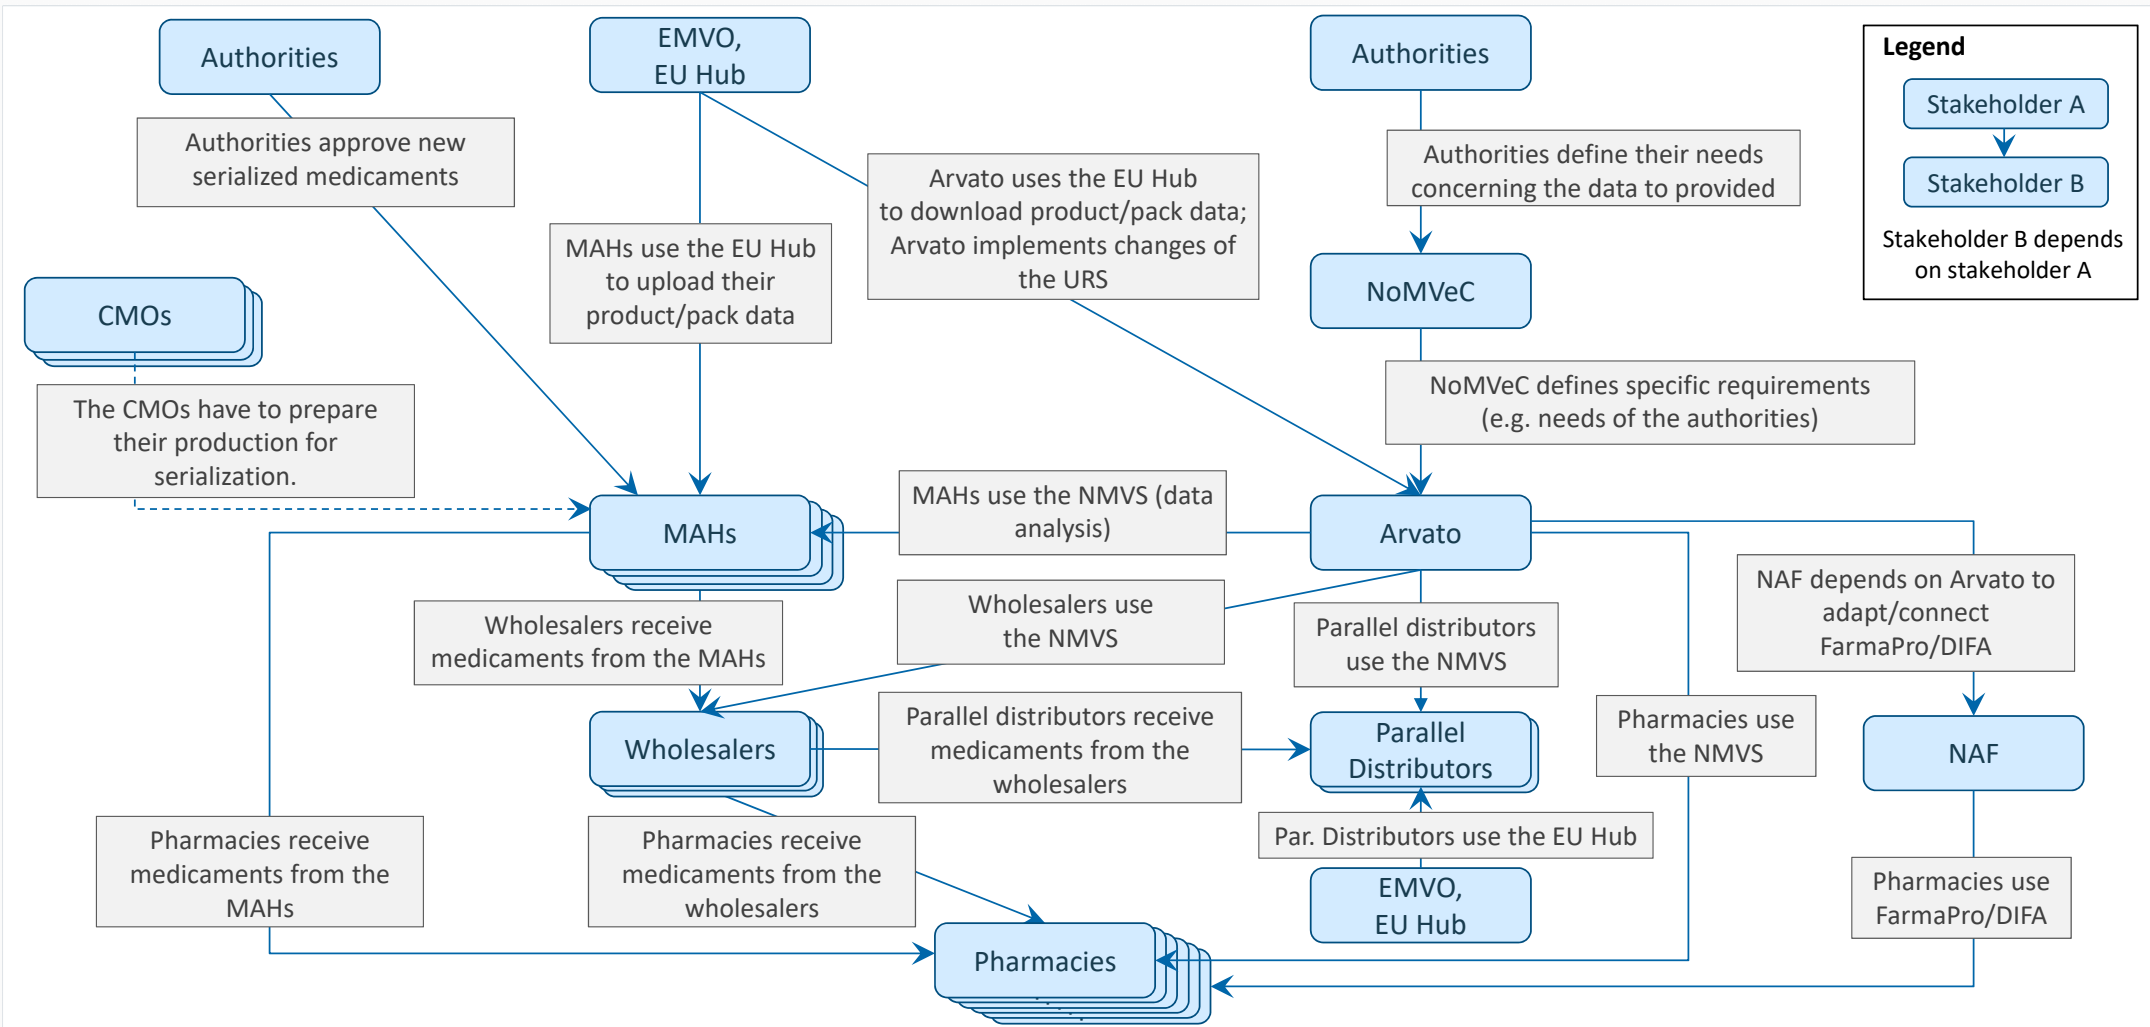 Authorities
EMVO,
EU Hub
Authorities
Legend
Stakeholder A
Stakeholder B
Stakeholder B depends
on stakeholder A
Authorities approve new
serialized medicaments
MAHs use the EU Hub
to upload their
product/pack data
Arvato uses the EU Hub
to download product/pack data;
Arvato implements changes of
the URS
Authorities define their needs
concerning the data to provided
NoMVeC
CMOs
The CMOs have to prepare
their production for
serialization.
NoMVeC defines specific requirements
(e.g. needs of the authorities)
MAHs
MAHs use the NMVS (data
analysis)
Arvato
Wholesalers receive
medicaments from the MAHs
Wholesalers use
the NMVS
Parallel distributors
use the NMVS
NAF depends on Arvato to
adapt/connect
FarmaPro/DIFA
Wholesalers
Parallel distributors receive
medicaments from the
wholesalers
Parallel
Distributors
Pharmacies use
the NMVS
NAF
Pharmacies receive
medicaments from the
MAHs
Pharmacies receive
medicaments from the
wholesalers
Par. Distributors use the EU Hub
EMVO,
EU Hub
Pharmacies use
FarmaPro/DIFA
Pharmacies